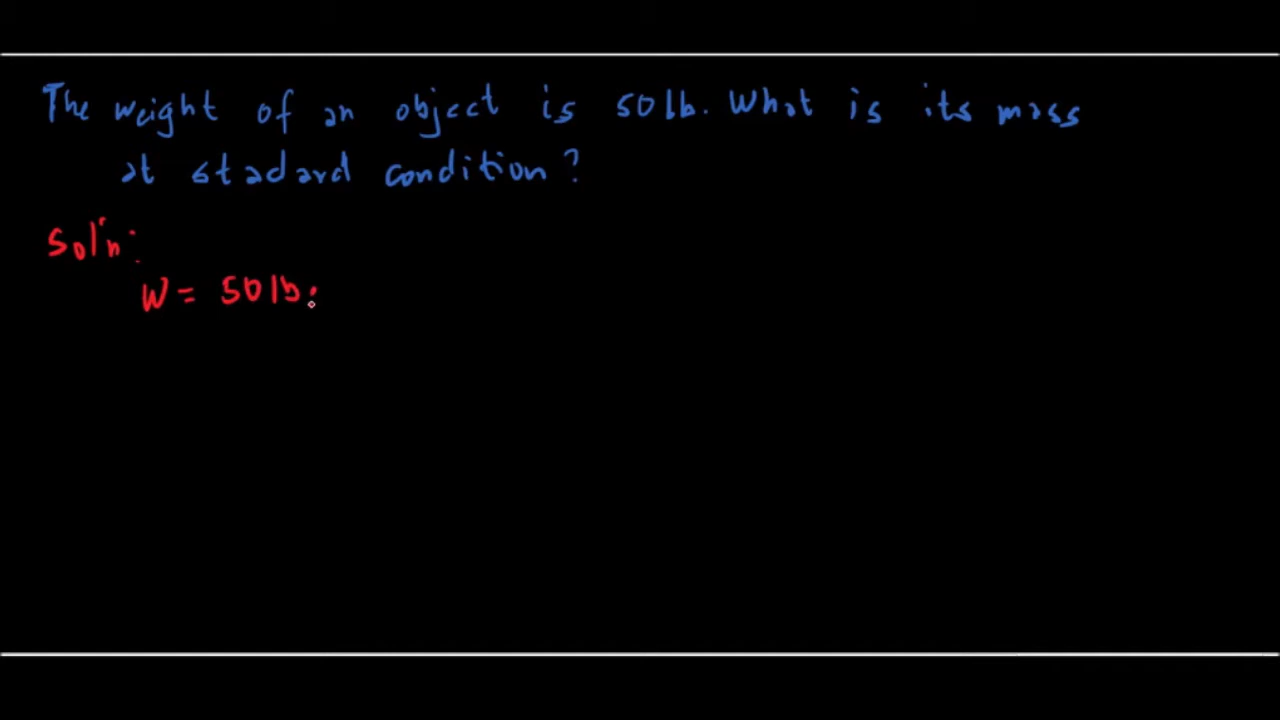 The weight of an object is 50lb. What is its mass
at stadard condition?
Sol'n:
W = 50lb;